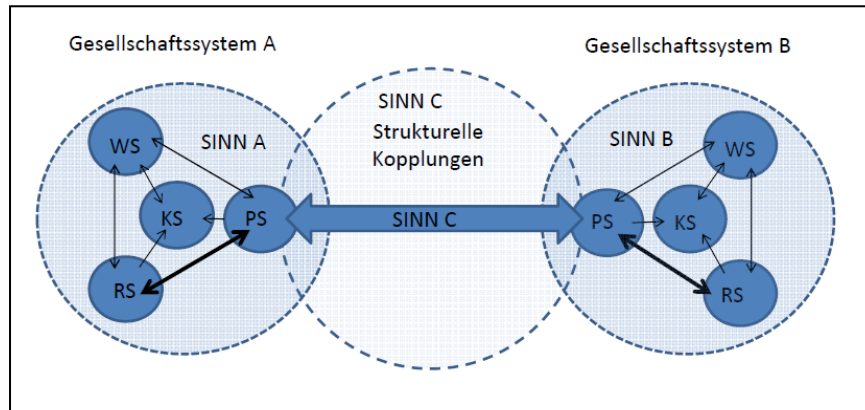 Gesellschaftssystem A
Gesellschaftssystem B
SINN C
Strukturelle
Kopplungen
SINN A
WS
KS
PS
RS
SINN C
SINN B
WS
PS
KS
RS